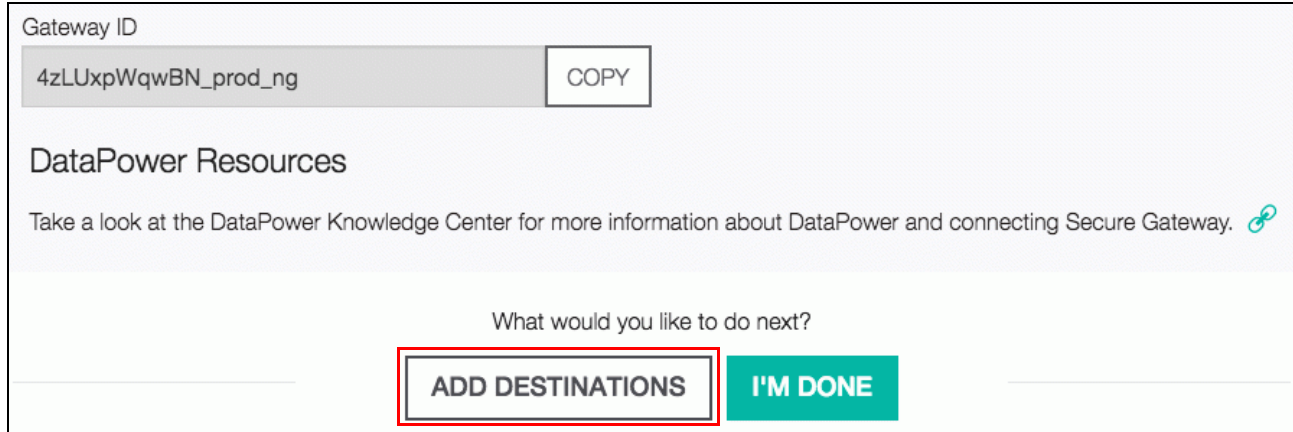 Gateway ID
4zLUxpWqwBN_prod_ng COPY
DataPower Resources
Take a look at the DataPower Knowledge Center for more information about DataPower and connecting Secure Gateway.
What would you like to do next?
ADD DESTINATIONS I'M DONE